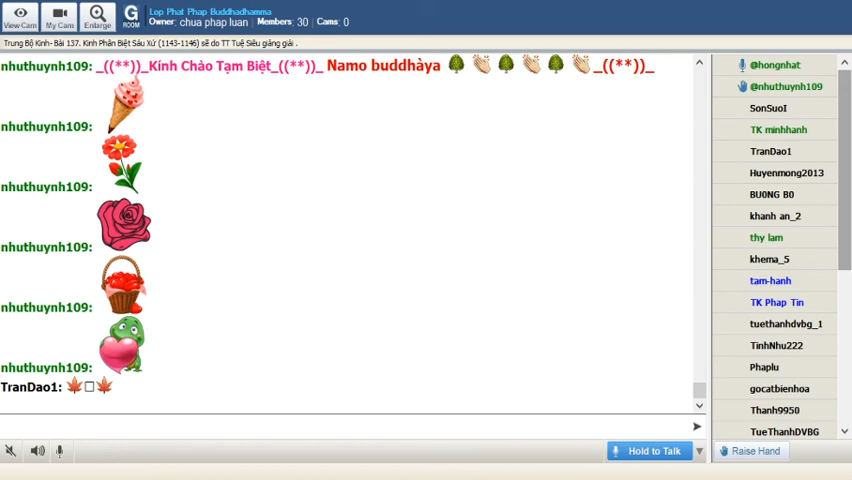 View Cam
My Cam
Enlarge
G
ROOM
Lop Phat Phap Buddhadhamma
Owner: chua phap luan Members: 30 Cams: 0
Trung Bộ Kinh- Bài 137. Kinh Phân Biệt Sáu Xứ (1143-1146) sẽ do TT Tuệ Siêu giảng giải .
nhuthuynh109: _((**))_Kính Chào Tạm Biệt_((**))_ Namo buddhàya 🌳 👏 🌳 👏 🌳 👏 _((**))_
nhuthuynh109:
nhuthuynh109:
nhuthuynh109:
nhuthuynh109:
nhuthuynh109:
TranDao1: 🍁□🍁
@hongnhat
@nhuthuynh109
SonSuoI
TK minhhanh
TranDao1
Huyenmong2013
BU0NG B0
khanh an_2
thy lam
khema_5
tam-hanh
TK Phap Tin
tuethanhdvbg_1
TinhNhu222
Phaplu
gocatbienhoa
Thanh9950
TueThanhDVBG
Hold to Talk
Raise Hand